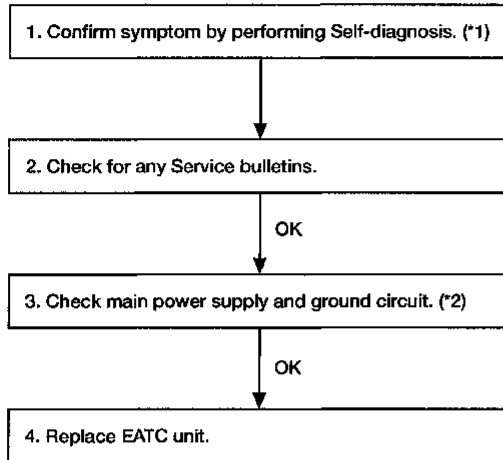 1. Confirm symptom by performing Self-diagnosis. (*1)
2. Check for any Service bulletins.
OK
3. Check main power supply and ground circuit. (*2)
OK
4. Replace EATC unit.